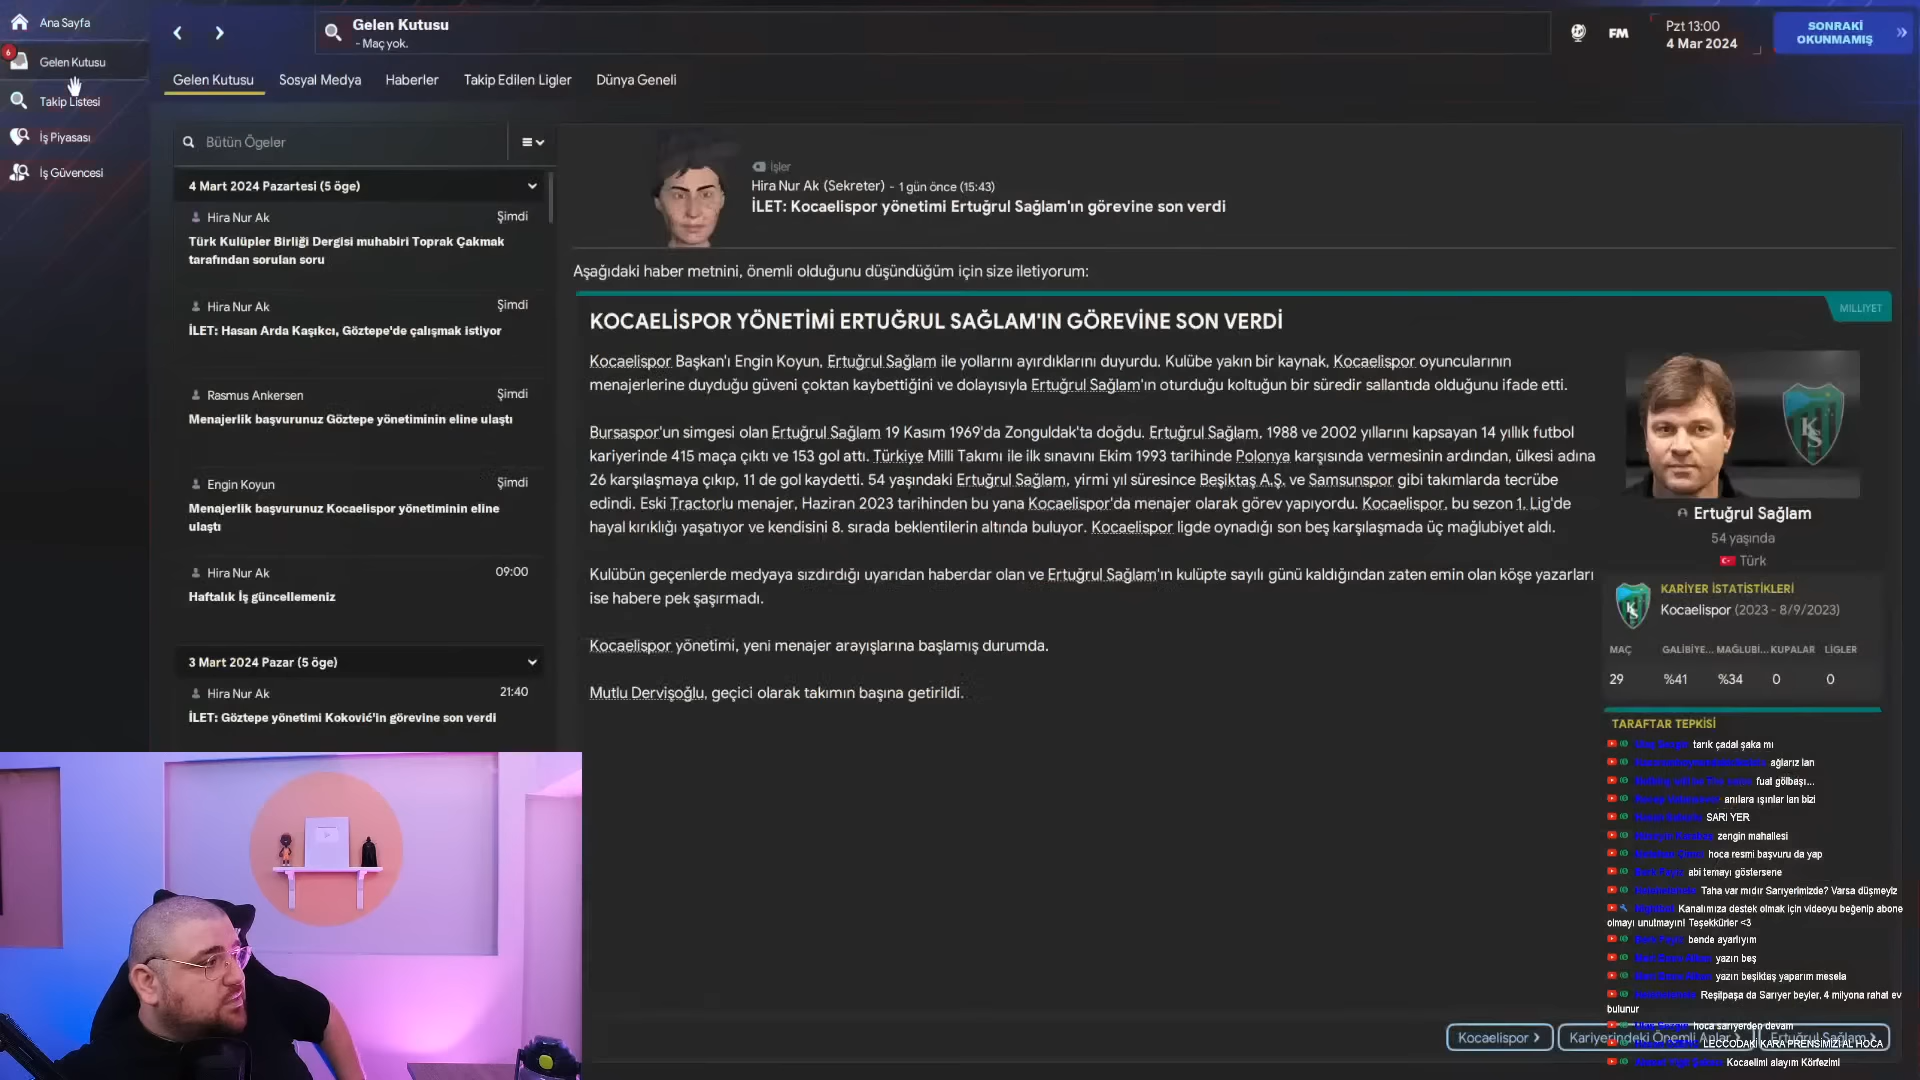 Ana Sayfa
6
Gelen Kutusu
Takip Listesi
İş Piyasası
İş Güvencesi
Gelen Kutusu
- Maç yok.
FM
Pzt 13:00
4 Mar 2024
SONRAKİ
OKUNMAMIŞ
Gelen Kutusu
Sosyal Medya
Haberler
Takip Edilen Ligler
Dünya Geneli
Bütün Ögeler
4 Mart 2024 Pazartesi (5 öge)
Hira Nur Ak
Şimdi
Türk Kulüpler Birliği Dergisi muhabiri Toprak Çakmak
tarafından sorulan soru
Hira Nur Ak
Şimdi
İLET: Hasan Arda Kaşıkcı, Göztepe'de çalışmak istiyor
Rasmus Ankersen
Şimdi
Menajerlik başvurunuz Göztepe yönetiminin eline ulaştı
Engin Koyun
Şimdi
Menajerlik başvurunuz Kocaelispor yönetiminin eline
ulaştı
Hira Nur Ak
09:00
Haftalık İş güncellemeniz
3 Mart 2024 Pazar (5 öge)
Hira Nur Ak
21:40
İLET: Göztepe yönetimi Koković'in görevine son verdi
İşler
Hira Nur Ak (Sekreter) - 1 gün önce (15:43)
İLET: Kocaelispor yönetimi Ertuğrul Sağlam'ın görevine son verdi
Aşağıdaki haber metnini, önemli olduğunu düşündüğüm için size iletiyorum:
MILLIYET
KOCAELİSPOR YÖNETİMİ ERTUĞRUL SAĞLAM'IN GÖREVİNE SON VERDİ
Kocaelispor Başkan'ı Engin Koyun, Ertuğrul Sağlam ile yollarını ayırdıklarını duyurdu. Kulübe yakın bir kaynak, Kocaelispor oyuncularının
menajerlerine duyduğu güveni çoktan kaybettiğini ve dolayısıyla Ertuğrul Sağlam'ın oturduğu koltuğun bir süredir sallantıda olduğunu ifade etti.
Bursaspor'un simgesi olan Ertuğrul Sağlam 19 Kasım 1969'da Zonguldak'ta doğdu. Ertuğrul Sağlam, 1988 ve 2002 yıllarını kapsayan 14 yıllık futbol
kariyerinde 415 maça çıktı ve 153 gol attı. Türkiye Milli Takımı ile ilk sınavını Ekim 1993 tarihinde Polonya karşısında vermesinin ardından, ülkesi adına
26 karşılaşmaya çıkıp, 11 de gol kaydetti. 54 yaşındaki Ertuğrul Sağlam, yirmi yıl süresince Beşiktaş A.Ş. ve Samsunspor gibi takımlarda tecrübe
edindi. Eski Tractorlu menajer, Haziran 2023 tarihinden bu yana Kocaelispor'da menajer olarak görev yapıyordu. Kocaelispor, bu sezon 1. Lig'de
hayal kırıklığı yaşatıyor ve kendisini 8. sırada beklentilerin altında buluyor. Kocaelispor ligde oynadığı son beş karşılaşmada üç mağlubiyet aldı.
Kulübün geçenlerde medyaya sızdırdığı uyarıdan haberdar olan ve Ertuğrul Sağlam'ın kulüpte sayılı günü kaldığından zaten emin olan köşe yazarları
ise habere pek şaşırmadı.
Kocaelispor yönetimi, yeni menajer arayışlarına başlamış durumda.
Mutlu Dervişoğlu, geçici olarak takımın başına getirildi.
KS
Ertuğrul Sağlam
54 yaşında
Türk
KARİYER İSTATİSTİKLERİ
Kocaelispor (2023 - 8/9/2023)
MAÇ GALİBİYE... MAĞLUBİ... KUPALAR LİGLER
29 %41 %34 0 0
TARAFTAR TEPKİSİ
tarık çadal şaka mı
ağlarız lan
fuat gölbaşı...
anılara ışınlar lan bizi
SARI YER
zengin mahallesi
hoca resmi başvuru da yap
abi temayı göstersene
Taha var mıdır Sarıyerimizde? Varsa düşmeyiz
Kanalımıza destek olmak için videoyu beğenip abone
olmayı unutmayın! Teşekkürler <3
bende ayarlıyım
yazın beş
yazın beşiktaş yaparım mesela
Reşitpaşa da Sarıyer beyler, 4 milyona rahat ev
bulunur
hoca sarıyerden devam
LECCODAKİ KARA PRENSİMİZİ AL HOCA
Kocaelimi alayım Körfezimi
Kocaelispor
Kariyerindeki Önemli Anlar
Ertuğrul Sağlam